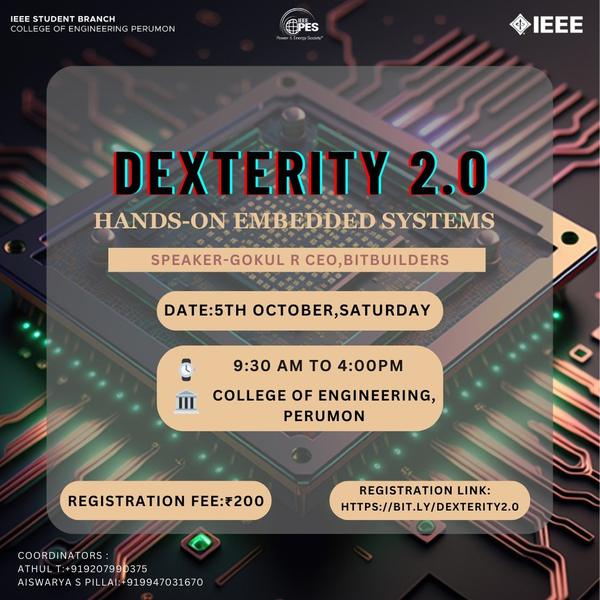 IEEE STUDENT BRANCH
COLLEGE OF ENGINEERING PERUMON
IEEE
PES
Power & Energy Society®
IEEE
DEXTERITY 2.0
HANDS-ON EMBEDDED SYSTEMS
SPEAKER-GOKUL R CEO,BITBUILDERS
DATE:5TH OCTOBER,SATURDAY
9:30 AM TO 4:00PM
COLLEGE OF ENGINEERING,
PERUMON
REGISTRATION FEE:₹200
REGISTRATION LINK:
HTTPS://BIT.LY/DEXTERITY2.0
COORDINATORS :
ATHUL T:+919207990375
AISWARYA S PILLAI:+919947031670